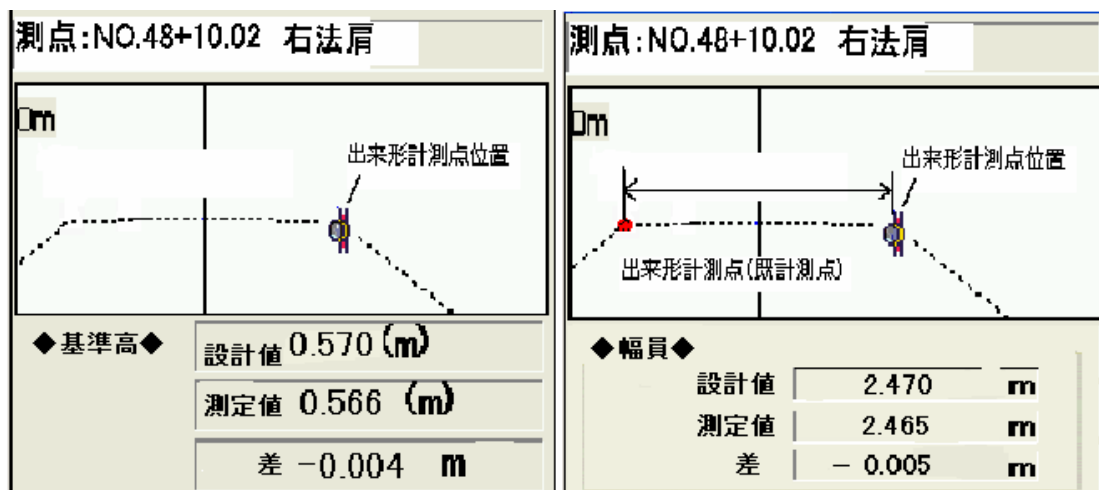 測点:NO.48+10.02 右法肩
0m
出来形計測点位置
◆基準高◆
設計値 0.570 (m)
測定値 0.566 (m)
差 -0.004 m
測点:NO.48+10.02 右法肩
0m
出来形計測点位置
出来形計測点(既計測点)
◆幅員◆
設計値 2.470 m
測定値 2.465 m
差 - 0.005 m